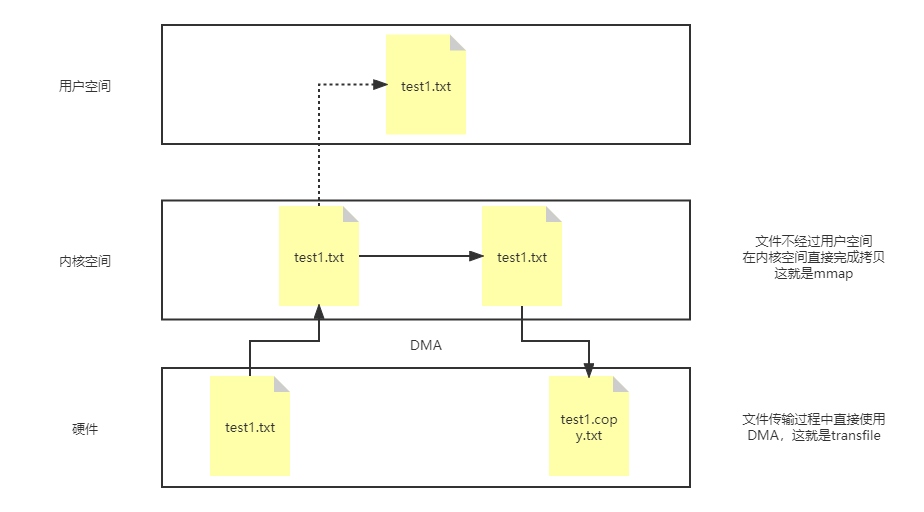 用户空间
test1.txt
内核空间
test1.txt
test1.txt
文件不经过用户空间
在内核空间直接完成拷贝
这就是mmap
DMA
硬件
test1.txt
test1.cop
y.txt
文件传输过程中直接使用
DMA，这就是transfile